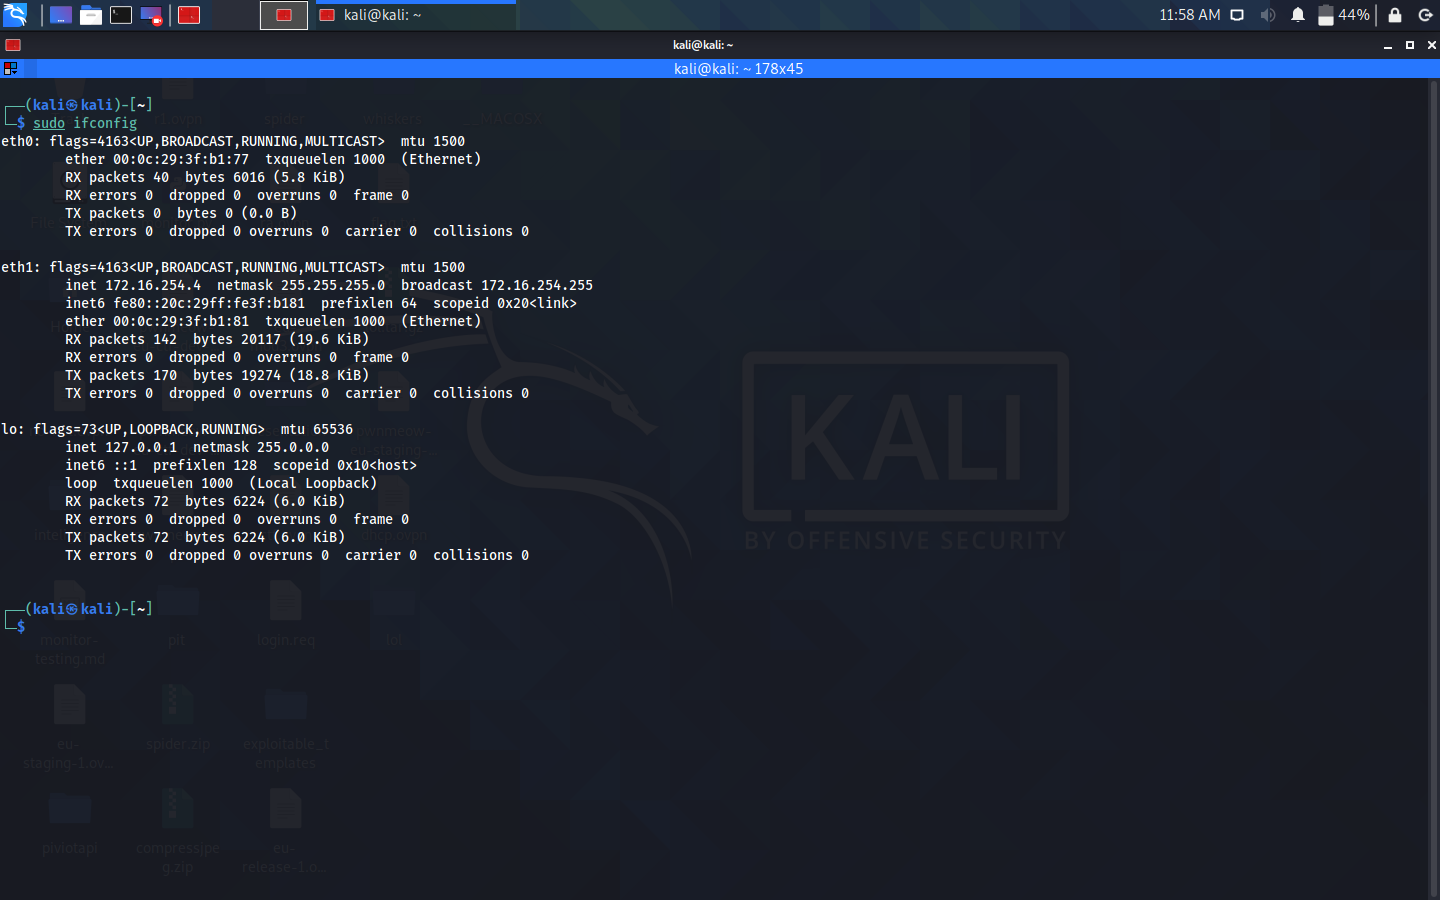 11:58 AM 44%
kali@kali: ~
kali@kali: ~
kali@kali: ~ 178x45
┌──(kali㉿kali)-[~]
└─$ sudo ifconfig
eth0: flags=4163<UP,BROADCAST,RUNNING,MULTICAST>  mtu 1500
        ether 00:0c:29:3f:b1:77  txqueuelen 1000  (Ethernet)
        RX packets 40  bytes 6016 (5.8 KiB)
        RX errors 0  dropped 0  overruns 0  frame 0
        TX packets 0  bytes 0 (0.0 B)
        TX errors 0  dropped 0 overruns 0  carrier 0  collisions 0
eth1: flags=4163<UP,BROADCAST,RUNNING,MULTICAST>  mtu 1500
        inet 172.16.254.4  netmask 255.255.255.0  broadcast 172.16.254.255
        inet6 fe80::20c:29ff:fe3f:b181  prefixlen 64  scopeid 0x20<link>
        ether 00:0c:29:3f:b1:81  txqueuelen 1000  (Ethernet)
        RX packets 142  bytes 20117 (19.6 KiB)
        RX errors 0  dropped 0  overruns 0  frame 0
        TX packets 170  bytes 19274 (18.8 KiB)
        TX errors 0  dropped 0 overruns 0  carrier 0  collisions 0
lo: flags=73<UP,LOOPBACK,RUNNING>  mtu 65536
        inet 127.0.0.1  netmask 255.0.0.0
        inet6 ::1  prefixlen 128  scopeid 0x10<host>
        loop  txqueuelen 1000  (Local Loopback)
        RX packets 72  bytes 6224 (6.0 KiB)
        RX errors 0  dropped 0  overruns 0  frame 0
        TX packets 72  bytes 6224 (6.0 KiB)
        TX errors 0  dropped 0 overruns 0  carrier 0  collisions 0
┌──(kali㉿kali)-[~]
└─$
KALI
BY OFFENSIVE SECURITY
spider
whiskers
__MACOSX
monitor-
testing.md
pit
login.req
lol
eu-
staging-1.ov...
spider.zip
exploitable_t
emplates
piviotapi
compressjpe
g.zip
eu-
release-1.o...